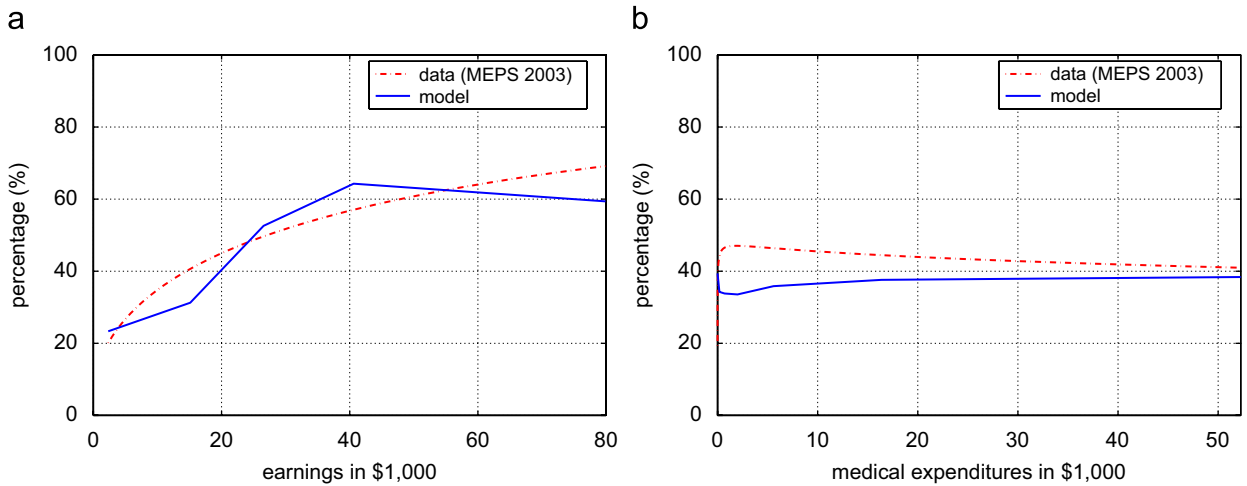 a
100
80
60
40
20
0
percentage (%)
data (MEPS 2003)
model
0 20 40 60 80
earnings in $1,000
b
100
80
60
40
20
0
percentage (%)
data (MEPS 2003)
model
0 10 20 30 40 50
medical expenditures in $1,000